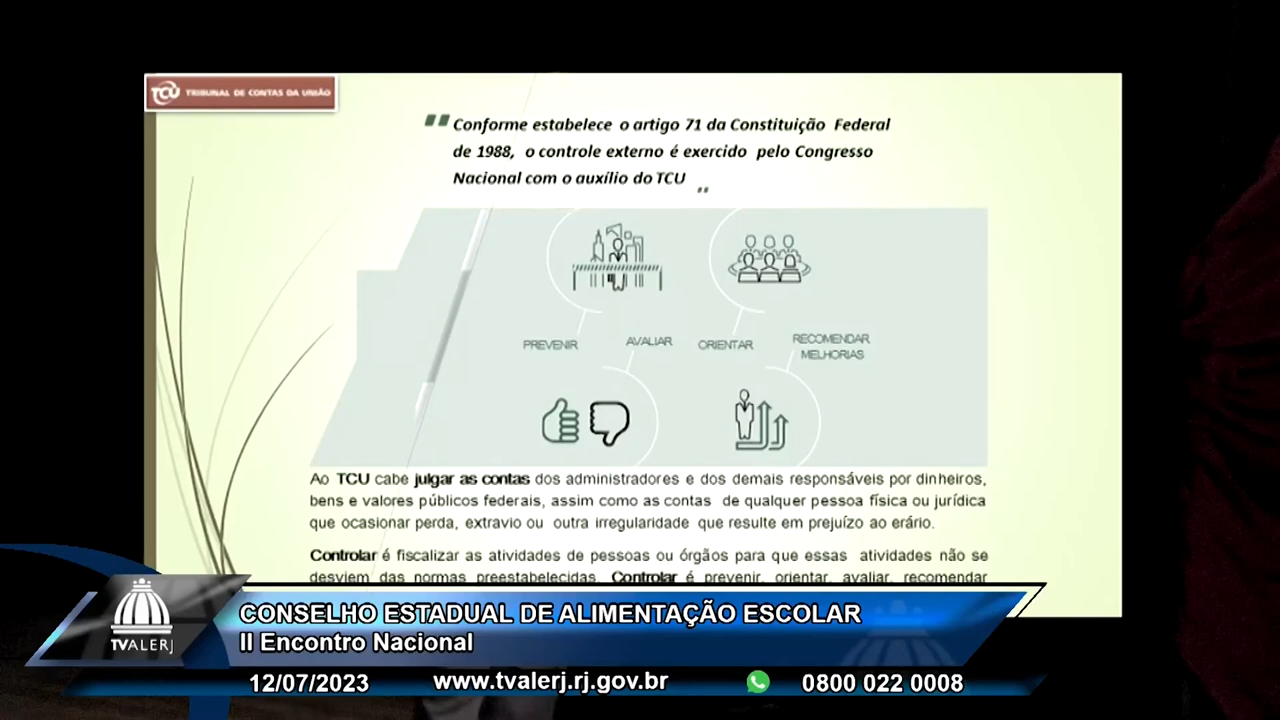 TCU TRIBUNAL DE CONTAS DA UNIÃO
" Conforme estabelece o artigo 71 da Constituição Federal
de 1988, o controle externo é exercido pelo Congresso
Nacional com o auxílio do TCU "
PREVENIR
AVALIAR
ORIENTAR
RECOMENDAR
MELHORIAS
Ao TCU cabe julgar as contas dos administradores e dos demais responsáveis por dinheiros,
bens e valores públicos federais, assim como as contas de qualquer pessoa física ou jurídica
que ocasionar perda, extravio ou outra irregularidade que resulte em prejuízo ao erário.
Controlar é fiscalizar as atividades de pessoas ou órgãos para que essas atividades não se
desviem das normas preestabelecidas. Controlar é prevenir, orientar, avaliar, recomendar
TVALERJ
CONSELHO ESTADUAL DE ALIMENTAÇÃO ESCOLAR
II Encontro Nacional
12/07/2023
www.tvalerj.rj.gov.br
0800 022 0008